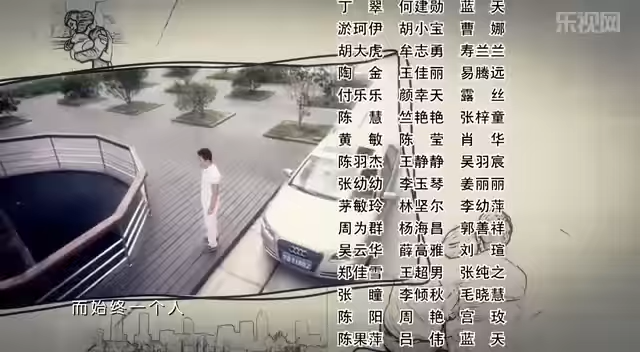 乐视网
丁 翠 何建勋 蓝 天
淤珂伊 胡小宝 曹 娜
胡大虎 牟志勇 寿兰兰
陶 金 王佳丽 易腾远
付乐乐 颜幸天 露 丝
陈 慧 竺艳艳 张梓童
黄 敏 陈 莹 肖 华
陈羽杰 王静静 吴羽宸
张幼幼 李玉琴 姜丽丽
茅敏玲 林坚尔 李幼萍
周为群 杨海昌 郭善祥
吴云华 薛高雅 刘 瑄
郑佳雪 王超男 张纯之
张 瞳 李倾秋 毛晓慧
陈 阳 周 艳 宫 玫
陈果萍 吕 伟 蓝 天
而始终一个人